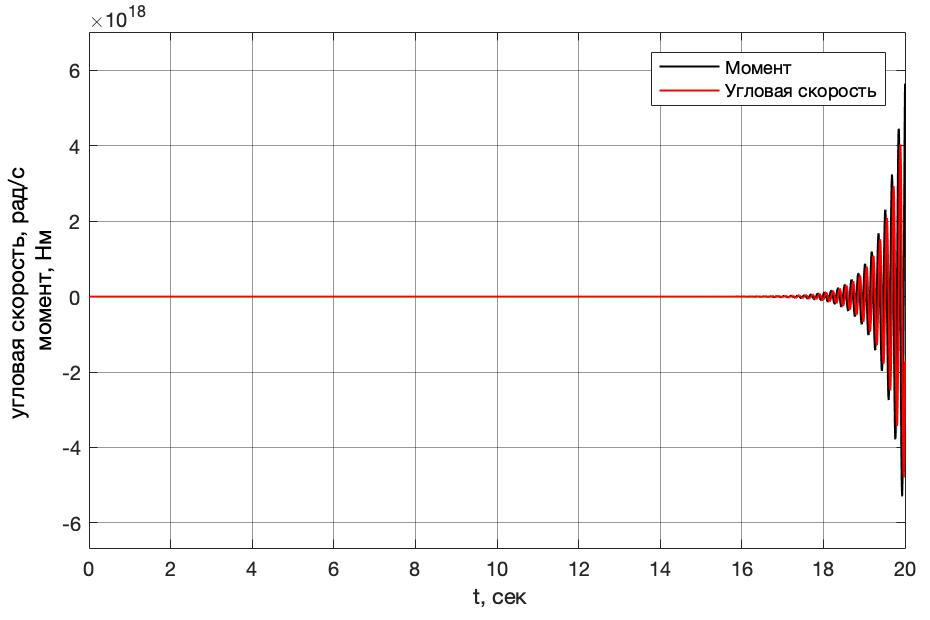 ×10^18
6
4
2
0
-2
-4
-6
угловая скорость, рад/с
момент, Нм
Момент
Угловая скорость
0 2 4 6 8 10 12 14 16 18 20
t, сек